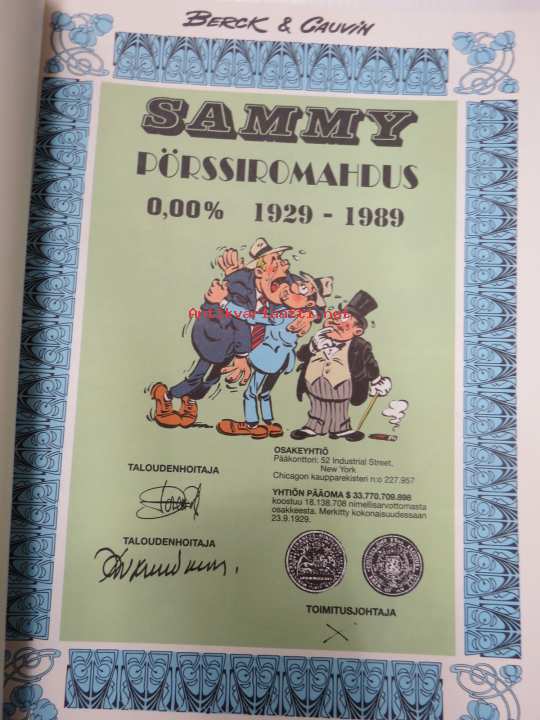 BERCK & CAUVIN
SAMMY
PÖRSSIROMAHDUS
0,00% 1929 - 1989
Antikvariaatti.net
OSAKEYHTIÖ
Pääkonttori: 52 Industrial Street,
New York
Chicagon kaupparekisteri n:o 227.957
TALOUDENHOITAJA
YHTIÖN PÄÄOMA $ 33.770.709.898
koostuu 18.138.708 nimellisarvottomasta
osakkeesta. Merkitty kokonaisuudessaan
23.9.1929.
TALOUDENHOITAJA
TOIMITUSJOHTAJA
X